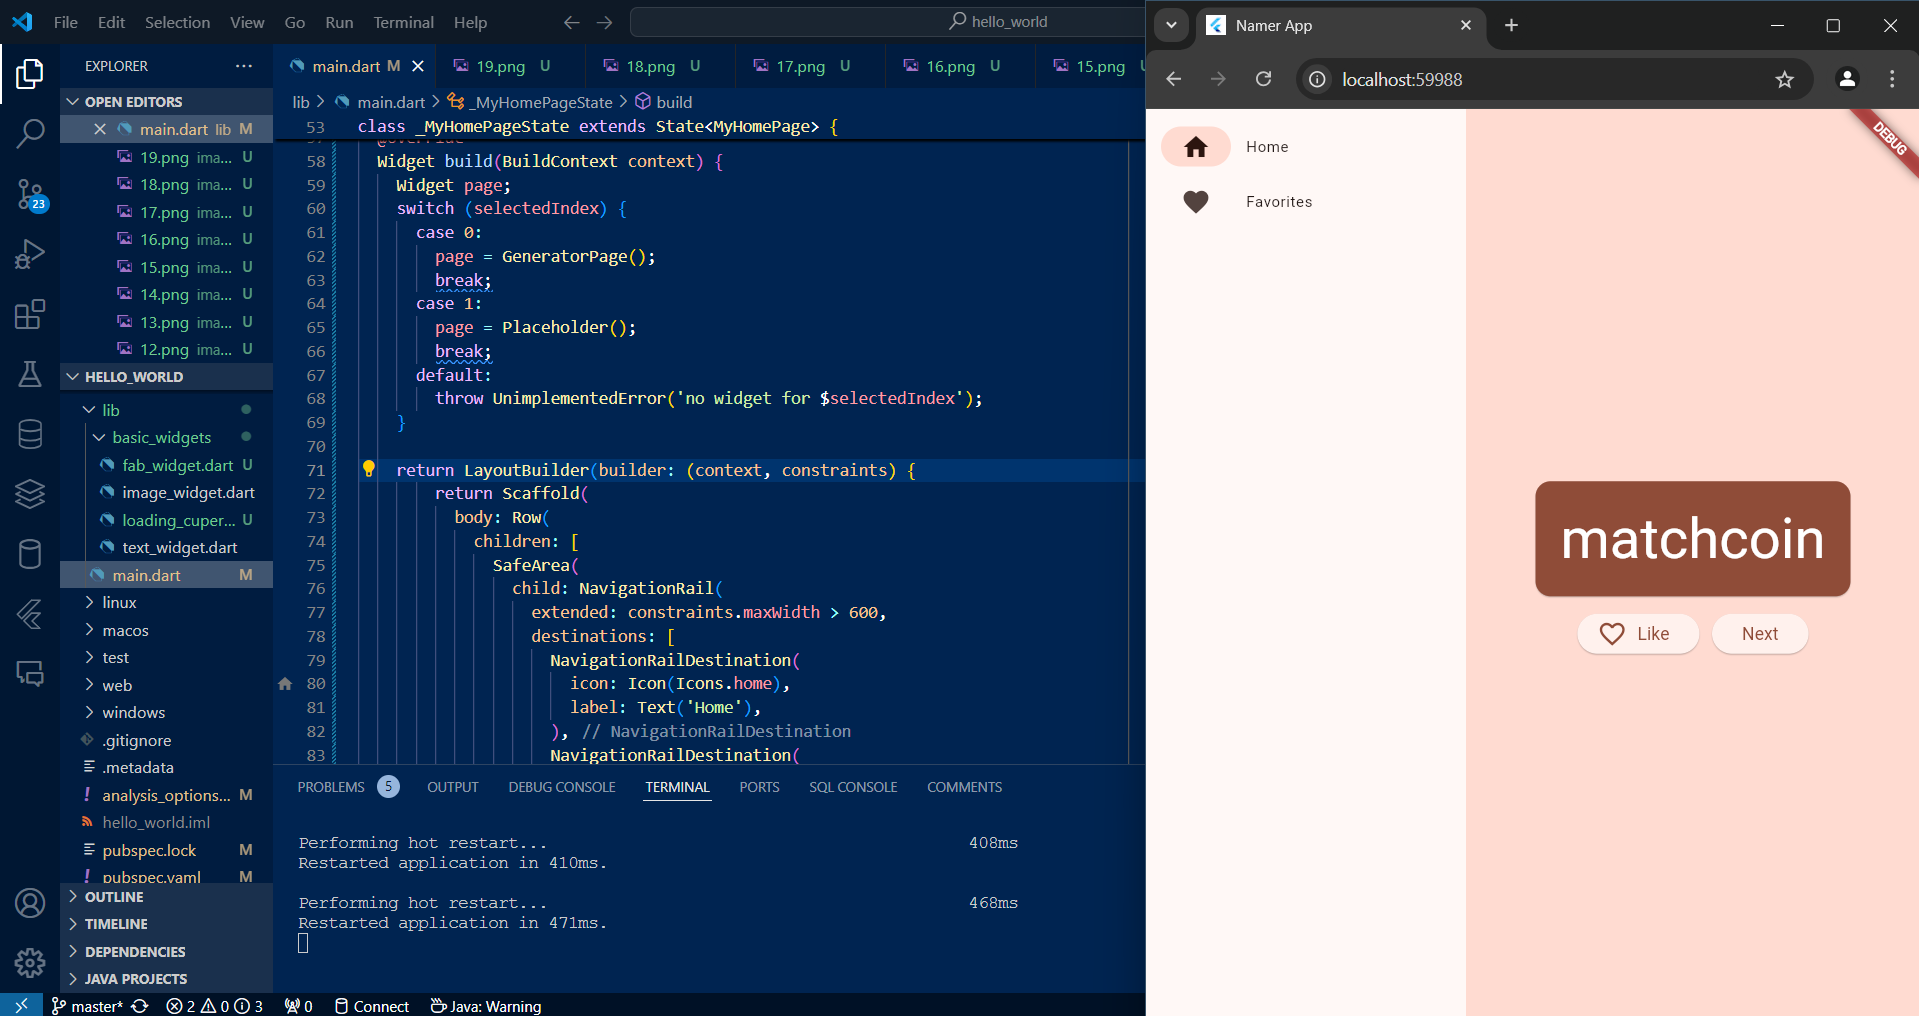 File Edit Selection View Go Run Terminal Help
hello_world
EXPLORER
OPEN EDITORS
main.dart lib M
19.png ima... U
18.png ima... U
17.png ima... U
16.png ima... U
15.png ima... U
14.png ima... U
13.png ima... U
12.png ima... U
HELLO_WORLD
lib
basic_widgets
fab_widget.dart U
image_widget.dart
loading_cuper... U
text_widget.dart
main.dart M
linux
macos
test
web
windows
.gitignore
.metadata
analysis_options... M
hello_world.iml
pubspec.lock M
pubspec.yaml M
OUTLINE
TIMELINE
DEPENDENCIES
JAVA PROJECTS
23
main.dart M 19.png U 18.png U 17.png U 16.png U 15.png
lib > main.dart > _MyHomePageState > build
53 class _MyHomePageState extends State<MyHomePage> {
57 @override
58 Widget build(BuildContext context) {
59 Widget page;
60 switch (selectedIndex) {
61 case 0:
62 page = GeneratorPage();
63 break;
64 case 1:
65 page = Placeholder();
66 break;
67 default:
68 throw UnimplementedError('no widget for $selectedIndex');
69 }
70
71 return LayoutBuilder(builder: (context, constraints) {
72 return Scaffold(
73 body: Row(
74 children: [
75 SafeArea(
76 child: NavigationRail(
77 extended: constraints.maxWidth > 600,
78 destinations: [
79 NavigationRailDestination(
80 icon: Icon(Icons.home),
81 label: Text('Home'),
82 ), // NavigationRailDestination
83 NavigationRailDestination(
PROBLEMS 5 OUTPUT DEBUG CONSOLE TERMINAL PORTS SQL CONSOLE COMMENTS
Performing hot restart... 408ms
Restarted application in 410ms.
Performing hot restart... 468ms
Restarted application in 471ms.
master* 2 0 3 0 Connect Java: Warning
Namer App
localhost:59988
DEBUG
Home
Favorites
matchcoin
Like Next